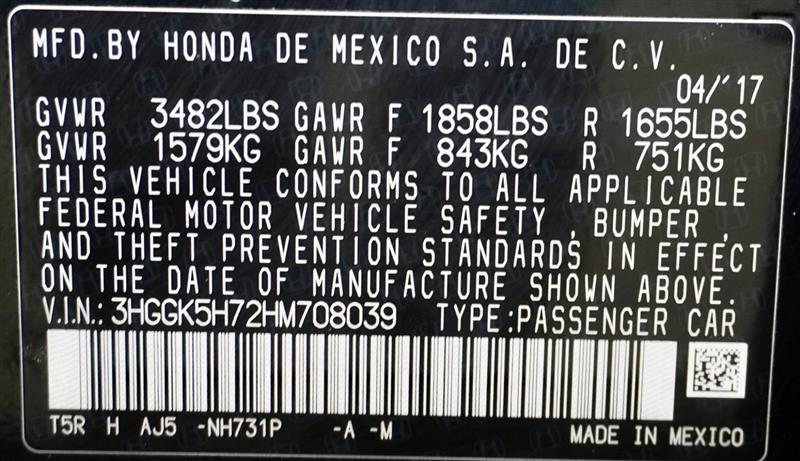 MFD.BY HONDA DE MEXICO S.A. DE C.V.
04/'17
GVWR 3482LBS GAWR F 1858LBS R 1655LBS
GVWR 1579KG GAWR F 843KG R 751KG
THIS VEHICLE CONFORMS TO ALL APPLICABLE
FEDERAL MOTOR VEHICLE SAFETY , BUMPER ,
AND THEFT PREVENTION STANDARDS IN EFFECT
ON THE DATE OF MANUFACTURE SHOWN ABOVE.
V.I.N.: 3HGGK5H72HM708039 TYPE:PASSENGER CAR
T5R H AJ5 -NH731P -A -M MADE IN MEXICO